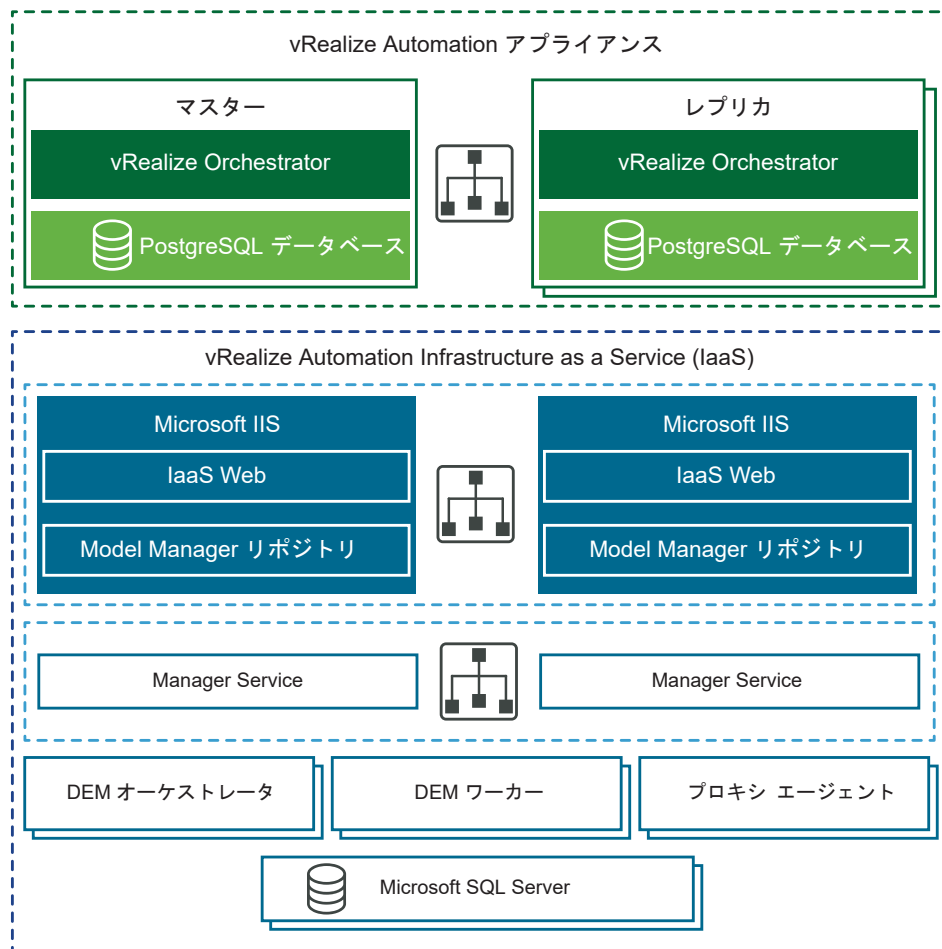 vRealize Automation アプライアンス
マスター
レプリカ
vRealize Orchestrator
vRealize Orchestrator
PostgreSQL データベース
PostgreSQL データベース
vRealize Automation Infrastructure as a Service (IaaS)
Microsoft IIS
Microsoft IIS
IaaS Web
IaaS Web
Model Manager リポジトリ
Model Manager リポジトリ
Manager Service
Manager Service
DEM オーケストレータ
DEM ワーカー
プロキシ エージェント
Microsoft SQL Server